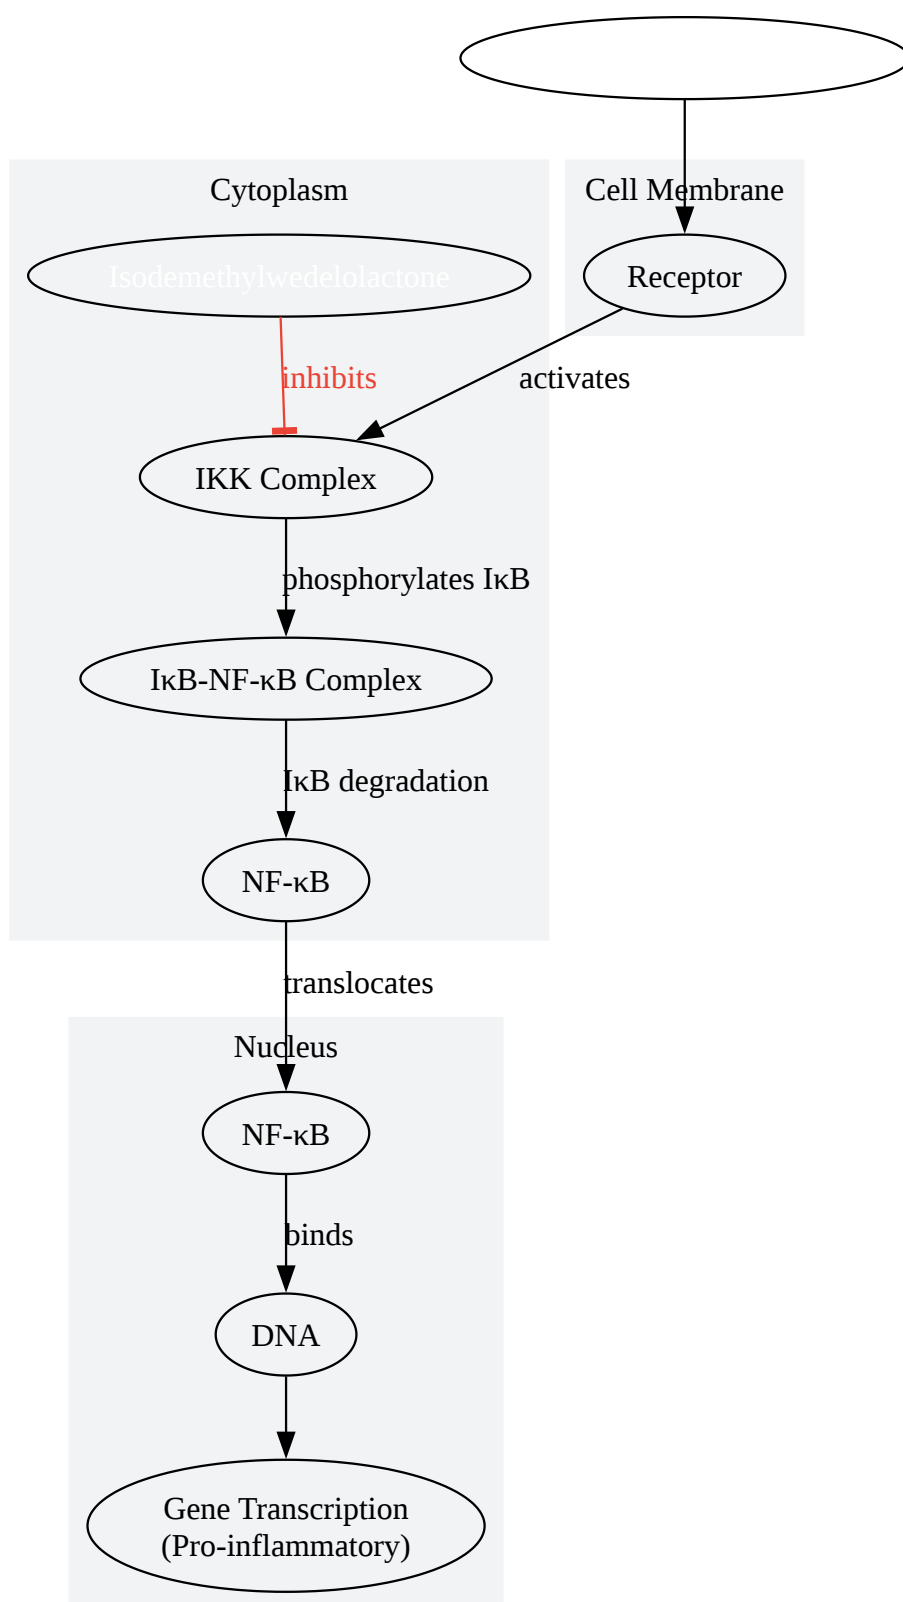 Cytoplasm
Cell Membrane
Isodemethylwedelolactone
Receptor
inhibits
activates
IKK Complex
phosphorylates IκB
IκB-NF-κB Complex
IκB degradation
NF-κB
translocates
Nucleus
NF-κB
binds
DNA
Gene Transcription
(Pro-inflammatory)